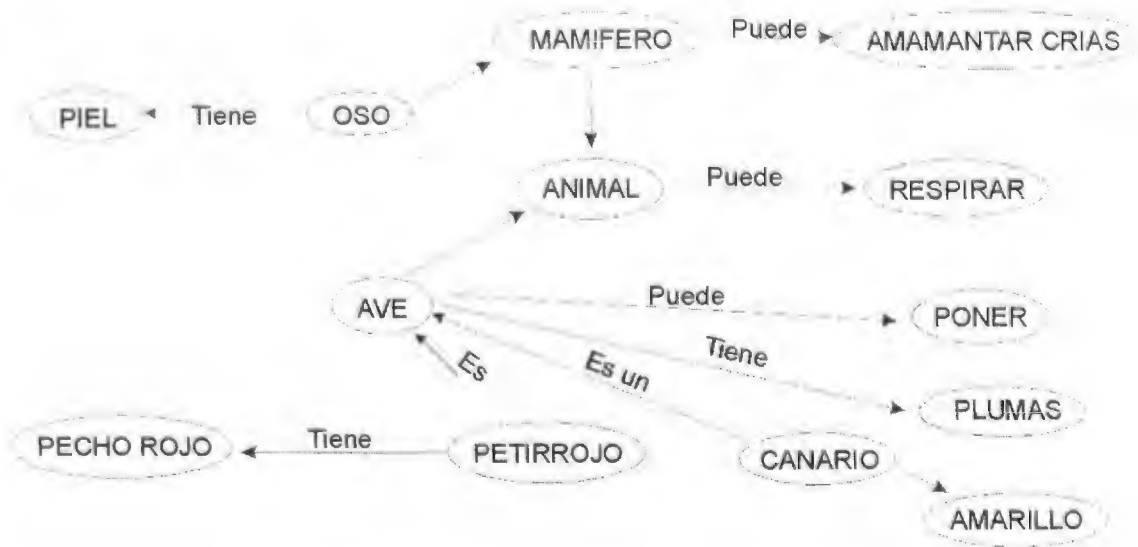 MAMIFERO Puede AMAMANTAR CRIAS
PIEL Tiene OSO
ANIMAL Puede RESPIRAR
AVE Puede PONER
Es Es un Tiene PLUMAS
PECHO ROJO Tiene PETIRROJO CANARIO
AMARILLO